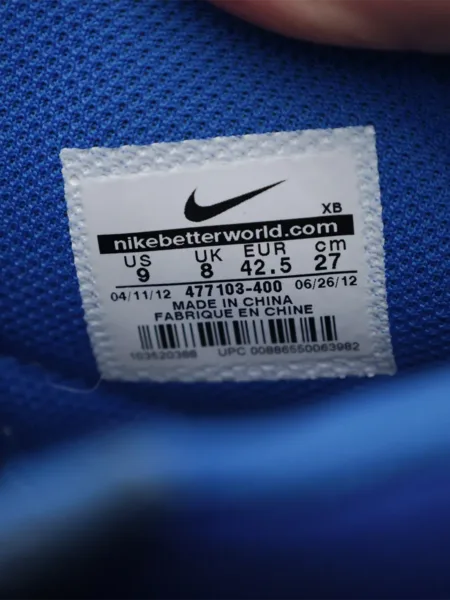 XB
nikebetterworld.com
US UK EUR cm
9 8 42.5 27
04/11/12 477103-400 06/26/12
MADE IN CHINA
FABRIQUE EN CHINE
103520388 UPC 00886550063982